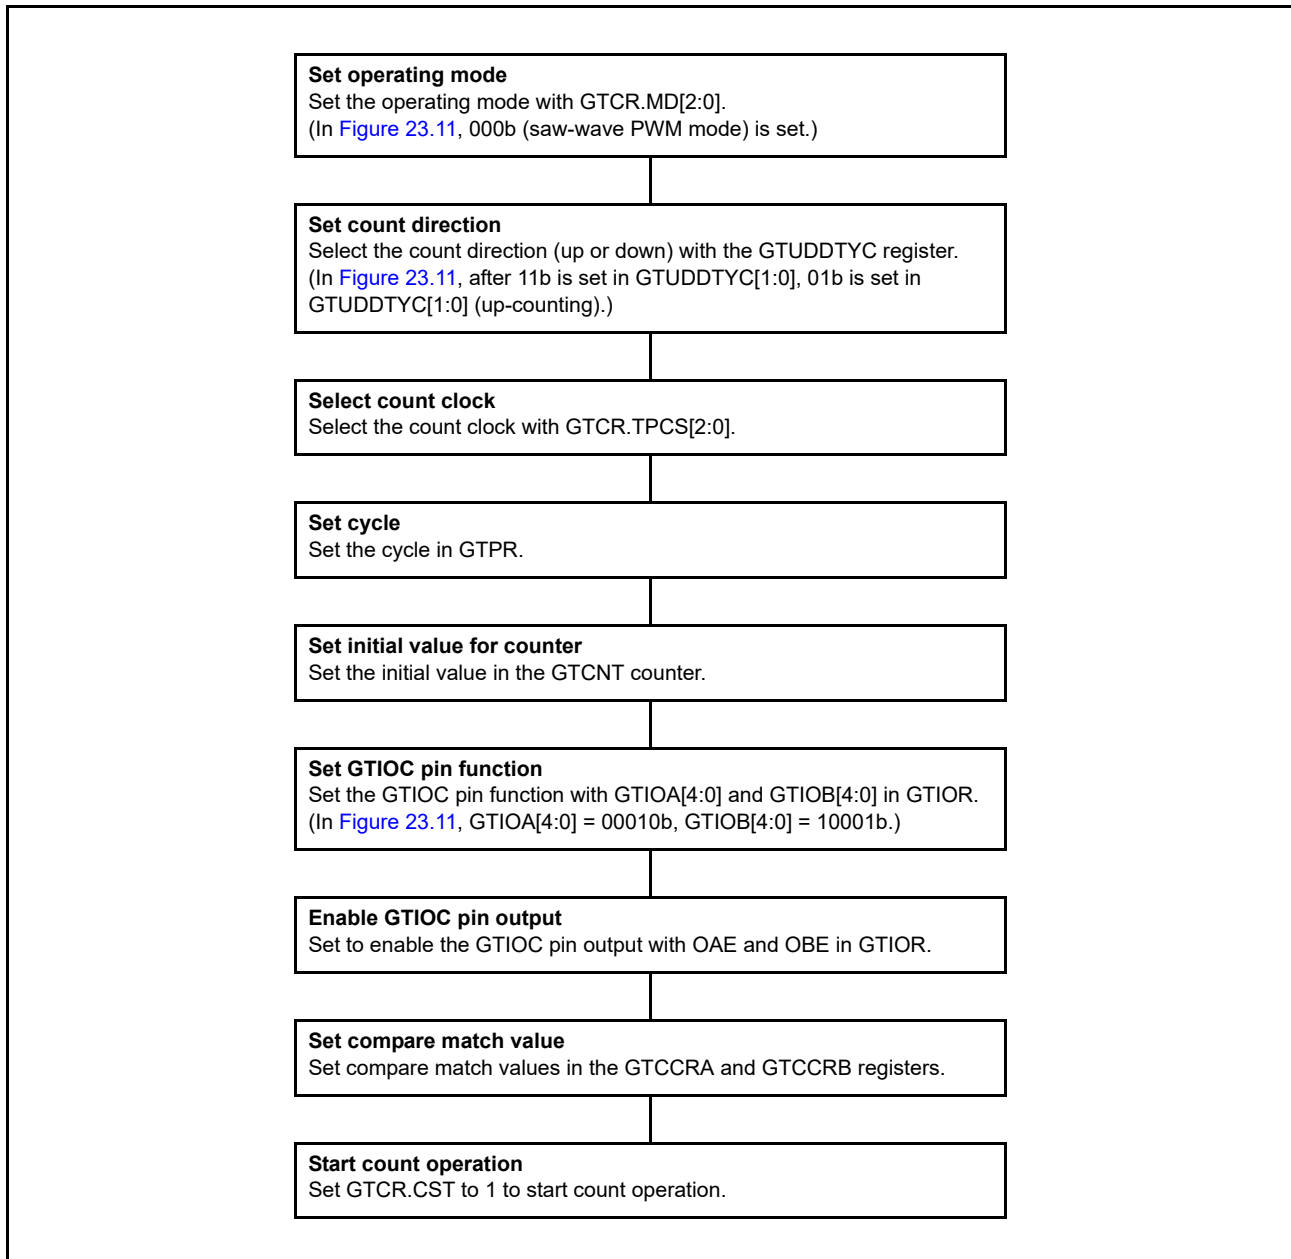 Set operating mode
Set the operating mode with GTCR.MD[2:0].
(In Figure 23.11, 000b (saw-wave PWM mode) is set.)
Set count direction
Select the count direction (up or down) with the GTUDDTYC register.
(In Figure 23.11, after 11b is set in GTUDDTYC[1:0], 01b is set in
GTUDDTYC[1:0] (up-counting).)
Select count clock
Select the count clock with GTCR.TPCS[2:0].
Set cycle
Set the cycle in GTPR.
Set initial value for counter
Set the initial value in the GTCNT counter.
Set GTIOC pin function
Set the GTIOC pin function with GTIOA[4:0] and GTIOB[4:0] in GTIOR.
(In Figure 23.11, GTIOA[4:0] = 00010b, GTIOB[4:0] = 10001b.)
Enable GTIOC pin output
Set to enable the GTIOC pin output with OAE and OBE in GTIOR.
Set compare match value
Set compare match values in the GTCCRA and GTCCRB registers.
Start count operation
Set GTCR.CST to 1 to start count operation.